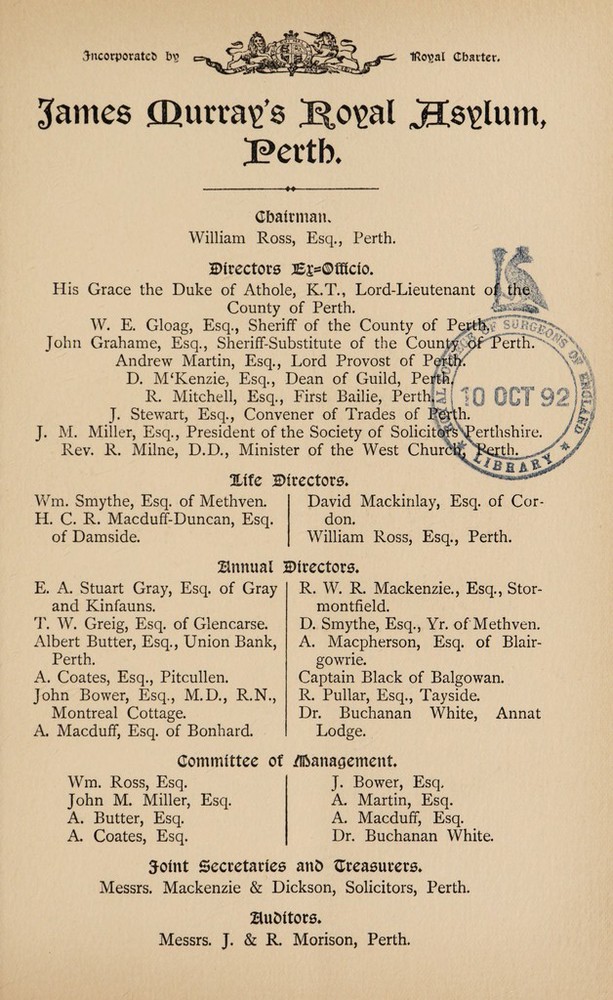 Incorporated by Royal Charter.
James Murray's Royal Asylum,
Perth.
Chairman.
William Ross, Esq., Perth.
Directors Ex=Officio.
His Grace the Duke of Athole, K.T., Lord-Lieutenant of the
County of Perth.
W. E. Gloag, Esq., Sheriff of the County of Perth.
John Grahame, Esq., Sheriff-Substitute of the County of Perth.
Andrew Martin, Esq., Lord Provost of Perth.
D. M‘Kenzie, Esq., Dean of Guild, Perth.
R. Mitchell, Esq., First Bailie, Perth.
J. Stewart, Esq., Convener of Trades of Perth.
J. M. Miller, Esq., President of the Society of Solicitors Perthshire.
Rev. R. Milne, D.D., Minister of the West Church, Perth.
OF SURGEONS OF ENGLAND
10 OCT 92
* LIBRARY *
Life Directors.
Wm. Smythe, Esq. of Methven.
H. C. R. Macduff-Duncan, Esq.
of Damside.
David Mackinlay, Esq. of Cor-
don.
William Ross, Esq., Perth.
Annual Directors.
E. A. Stuart Gray, Esq. of Gray
and Kinfauns.
T. W. Greig, Esq. of Glencarse.
Albert Butter, Esq., Union Bank,
Perth.
A. Coates, Esq., Pitcullen.
John Bower, Esq., M.D., R.N.,
Montreal Cottage.
A. Macduff, Esq. of Bonhard.
R. W. R. Mackenzie., Esq., Stor-
montfield.
D. Smythe, Esq., Yr. of Methven.
A. Macpherson, Esq. of Blair-
gowrie.
Captain Black of Balgowan.
R. Pullar, Esq., Tayside.
Dr. Buchanan White, Annat
Lodge.
Committee of Management.
Wm. Ross, Esq.
John M. Miller, Esq.
A. Butter, Esq.
A. Coates, Esq.
J. Bower, Esq.
A. Martin, Esq.
A. Macduff, Esq.
Dr. Buchanan White.
Joint Secretaries and Treasurers.
Messrs. Mackenzie & Dickson, Solicitors, Perth.
Auditors.
Messrs. J. & R. Morison, Perth.